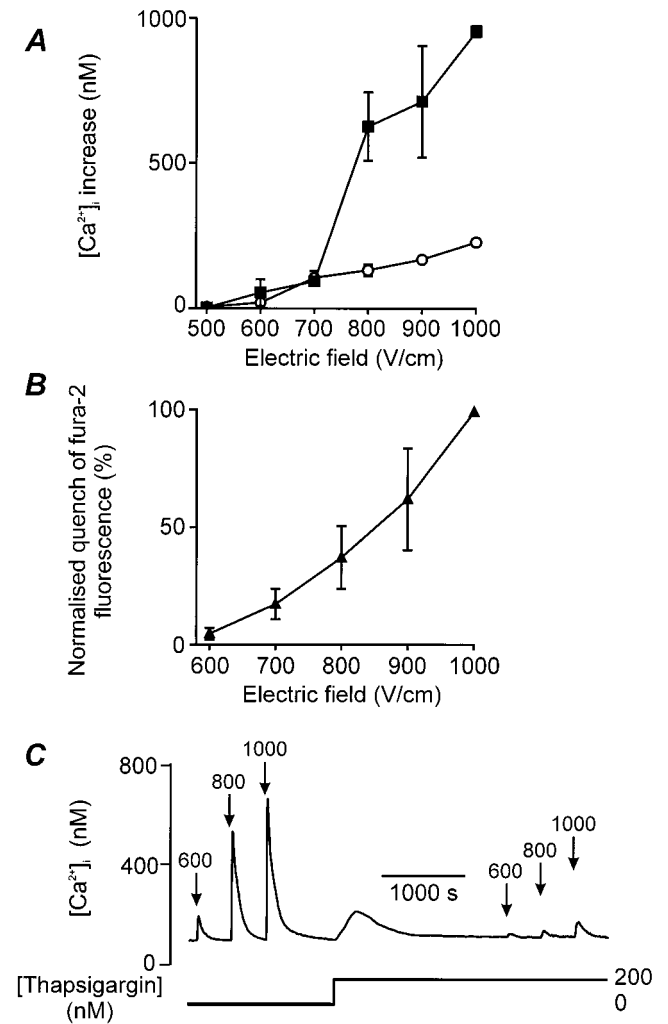 A
[Ca²⁺]ᵢ increase (nM)
1000
500
0
500 600 700 800 900 1000
Electric field (V/cm)
B
Normalised quench of fura-2
fluorescence (%)
100
50
0
600 700 800 900 1000
Electric field (V/cm)
C
[Ca²⁺]ᵢ (nM)
800
400
0
600
800
1000
1000 s
600
800
1000
[Thapsigargin]
(nM)
200
0